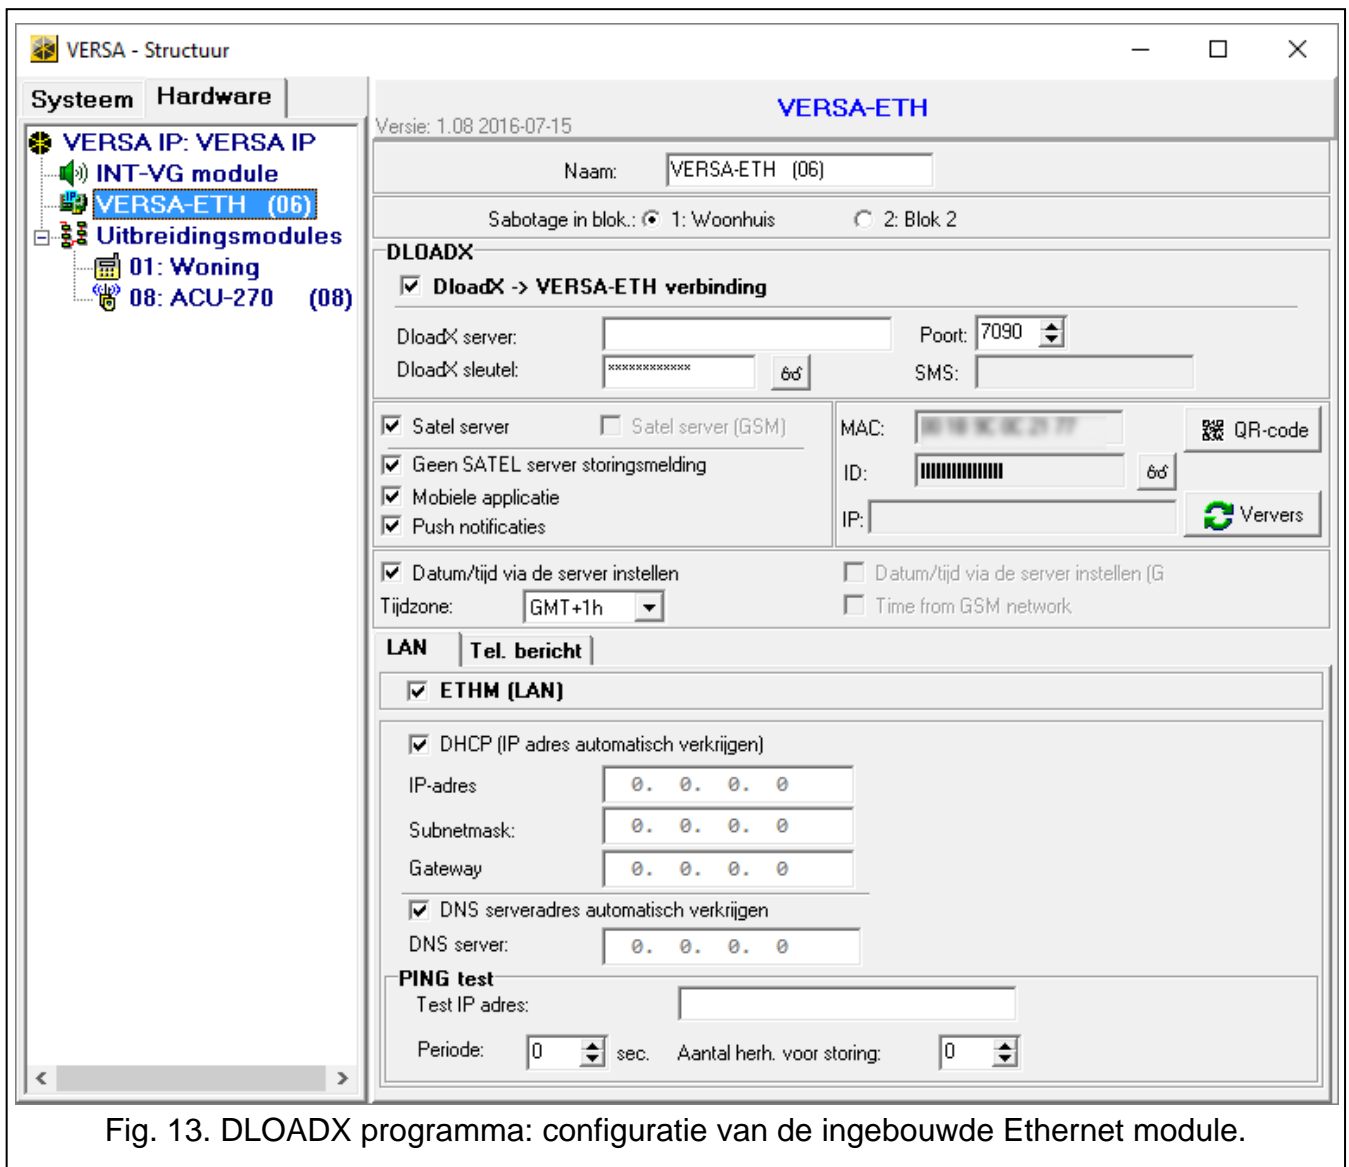 VERSA - Structuur
Systeem Hardware
VERSA IP: VERSA IP
INT-VG module
VERSA-ETH (06)
Uitbreidingsmodules
01: Woning
08: ACU-270 (08)
VERSA-ETH
Versie: 1.08 2016-07-15
Naam: VERSA-ETH (06)
Sabotage in blok.: 1: Woonhuis 2: Blok 2
DLOADX
DloadX -> VERSA-ETH verbinding
DloadX server: Poort: 7090
DloadX sleutel: ************ SMS:
Satel server Satel server (GSM)
Geen SATEL server storingsmelding
Mobiele applicatie
Push notificaties
MAC: QR-code
ID:
IP: Ververs
Datum/tijd via de server instellen Datum/tijd via de server instellen (G
Tijdzone: GMT+1h Time from GSM network
LAN Tel. bericht
ETHM (LAN)
DHCP (IP adres automatisch verkrijgen)
IP-adres 0. 0. 0. 0
Subnetmask: 0. 0. 0. 0
Gateway 0. 0. 0. 0
DNS serveradres automatisch verkrijgen
DNS server: 0. 0. 0. 0
PING test
Test IP adres:
Periode: 0 sec. Aantal herh. voor storing: 0
Fig. 13. DLOADX programma: configuratie van de ingebouwde Ethernet module.